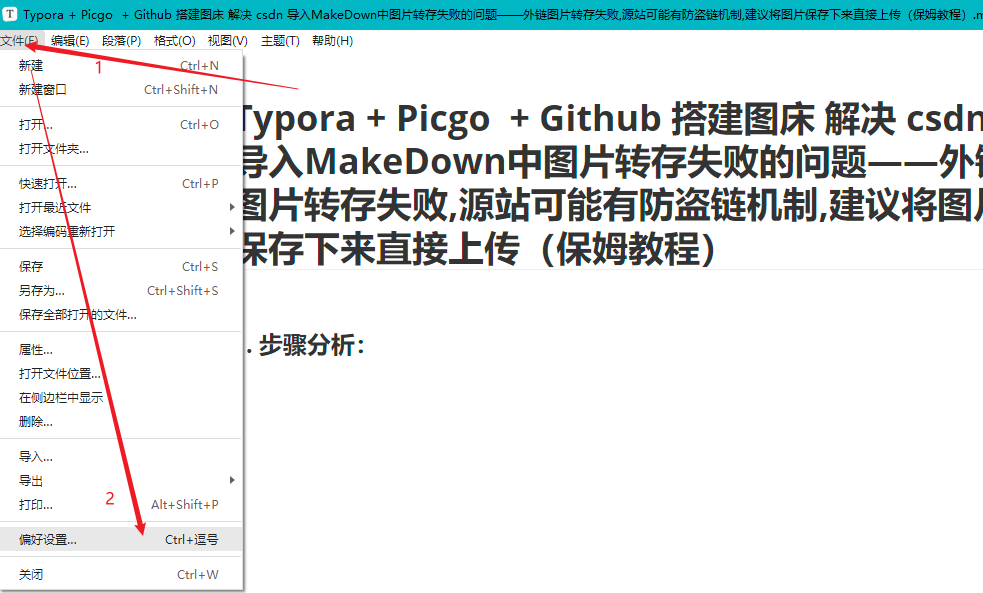 T Typora + Picgo + Github 搭建图床 解决 csdn 导入MakeDown中图片转存失败的问题——外链图片转存失败,源站可能有防盗链机制,建议将图片保存下来直接上传（保姆教程）.m
文件(F) 编辑(E) 段落(P) 格式(O) 视图(V) 主题(T) 帮助(H)
1
新建 Ctrl+N
新建窗口 Ctrl+Shift+N
打开... Ctrl+O
打开文件夹...
快速打开... Ctrl+P
打开最近文件
选择编码重新打开
保存 Ctrl+S
另存为... Ctrl+Shift+S
保存全部打开的文件...
属性...
打开文件位置...
在侧边栏中显示
删除...
导入...
导出
2
打印... Alt+Shift+P
偏好设置... Ctrl+逗号
关闭 Ctrl+W
Typora + Picgo + Github 搭建图床 解决 csdn
导入MakeDown中图片转存失败的问题——外链
图片转存失败,源站可能有防盗链机制,建议将图片
保存下来直接上传（保姆教程）
. 步骤分析：